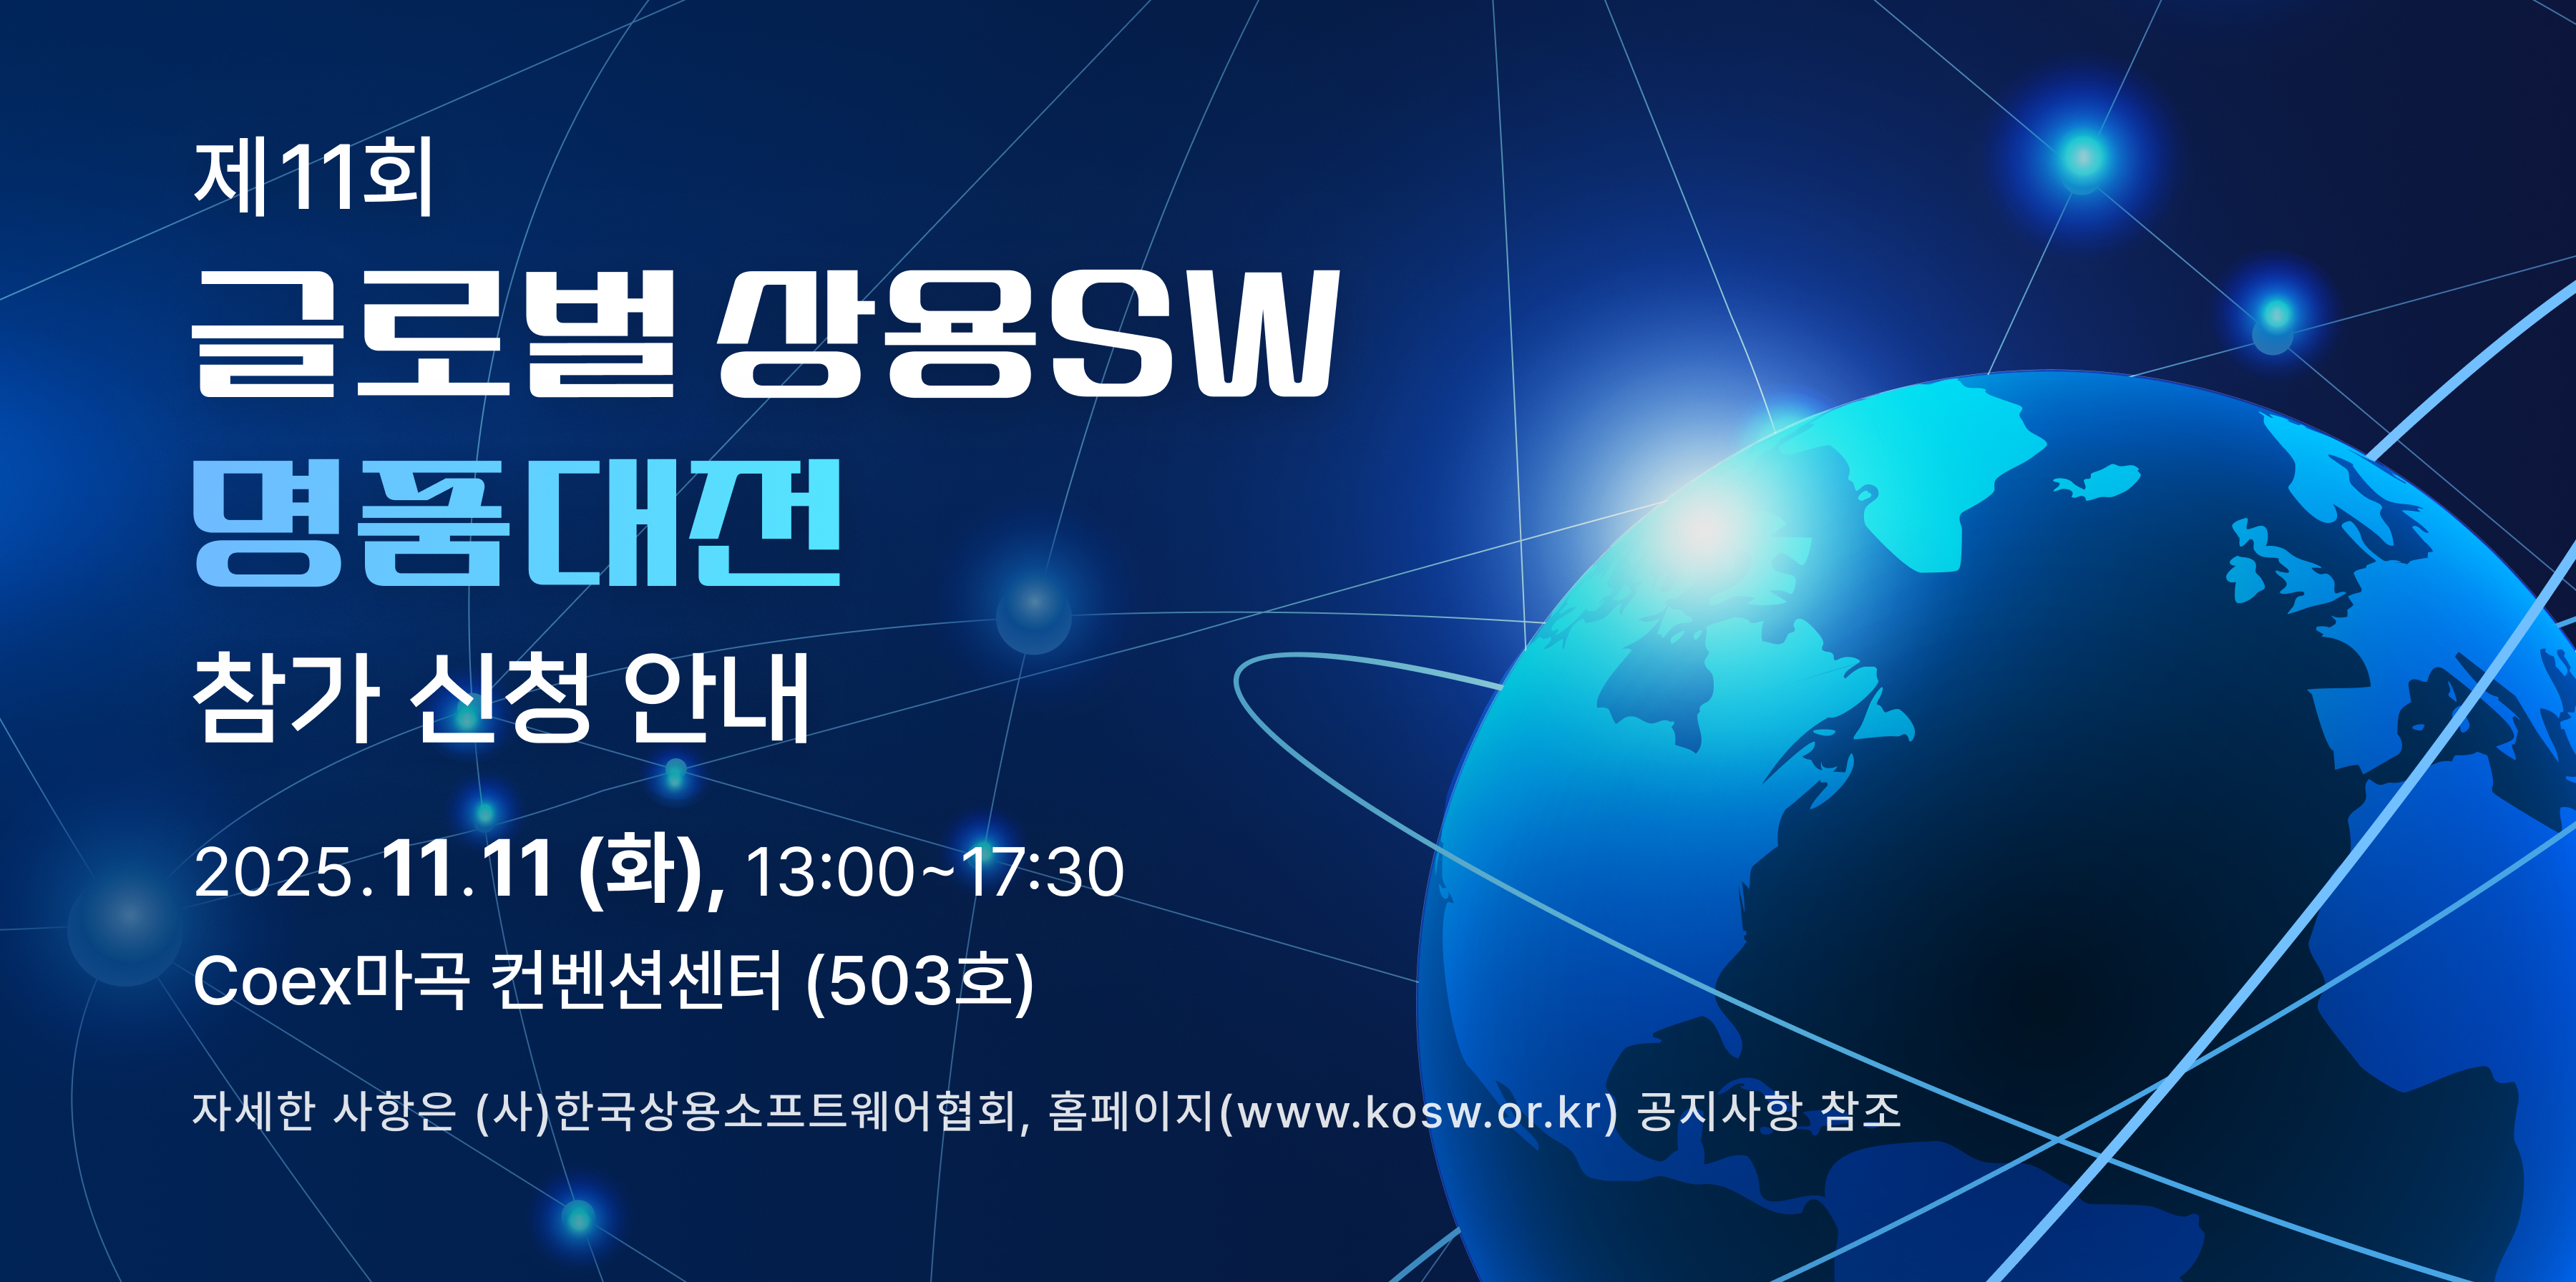 제11회
글로벌 상용SW
명품대전
참가 신청 안내
2025.11.11 (화), 13:00~17:30
Coex마곡 컨벤션센터 (503호)
자세한 사항은 (사)한국상용소프트웨어협회, 홈페이지(www.kosw.or.kr) 공지사항 참조